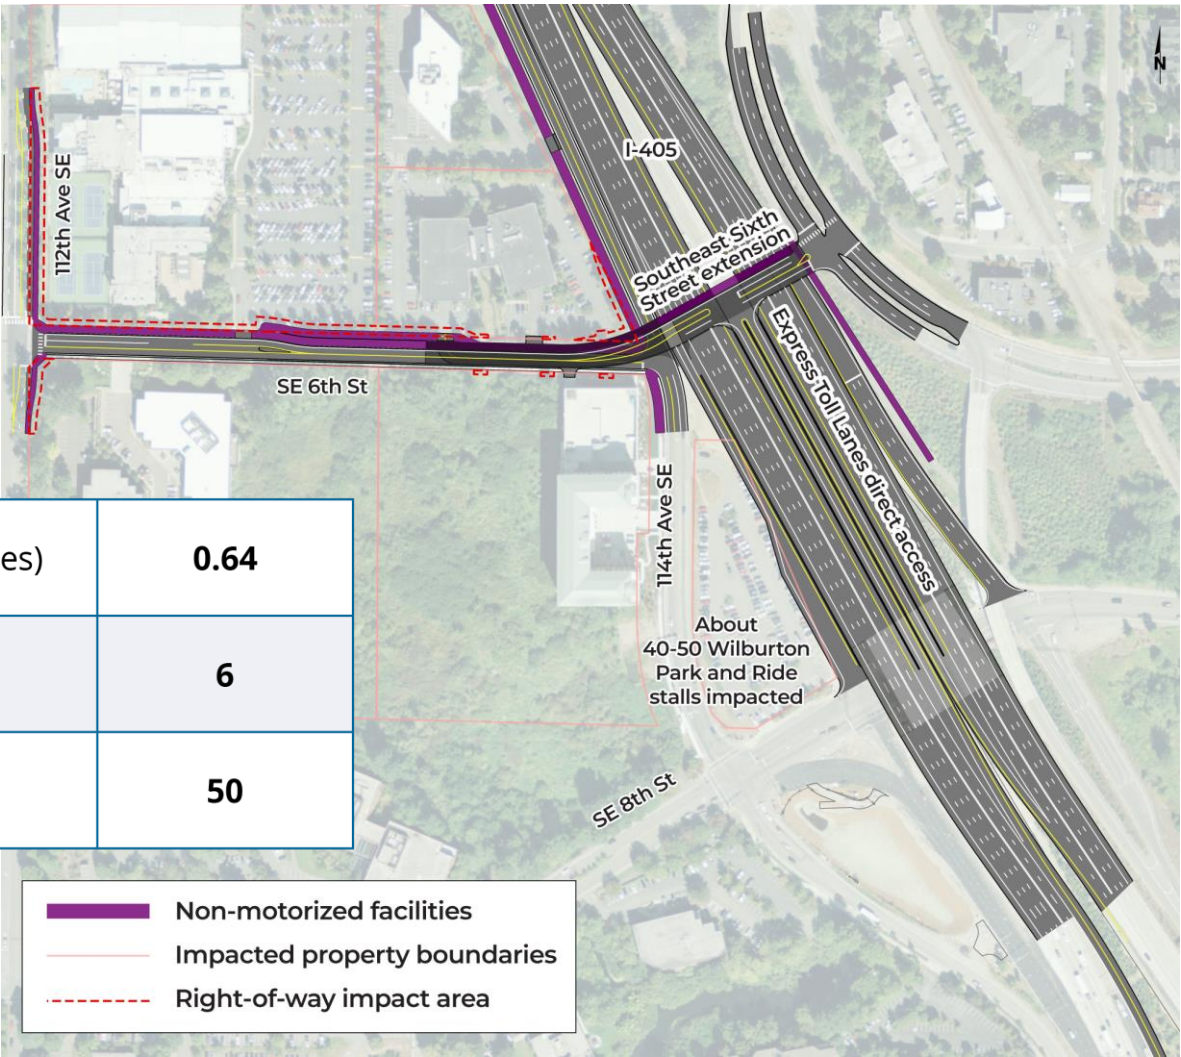 N
I-405
112th Ave SE
Southeast Sixth
Street extension
SE 6th St
Express Toll Lanes direct access
114th Ave SE
es)
0.64
6
50
About
40-50 Wilburton
Park and Ride
stalls impacted
SE 8th St
Non-motorized facilities
Impacted property boundaries
Right-of-way impact area